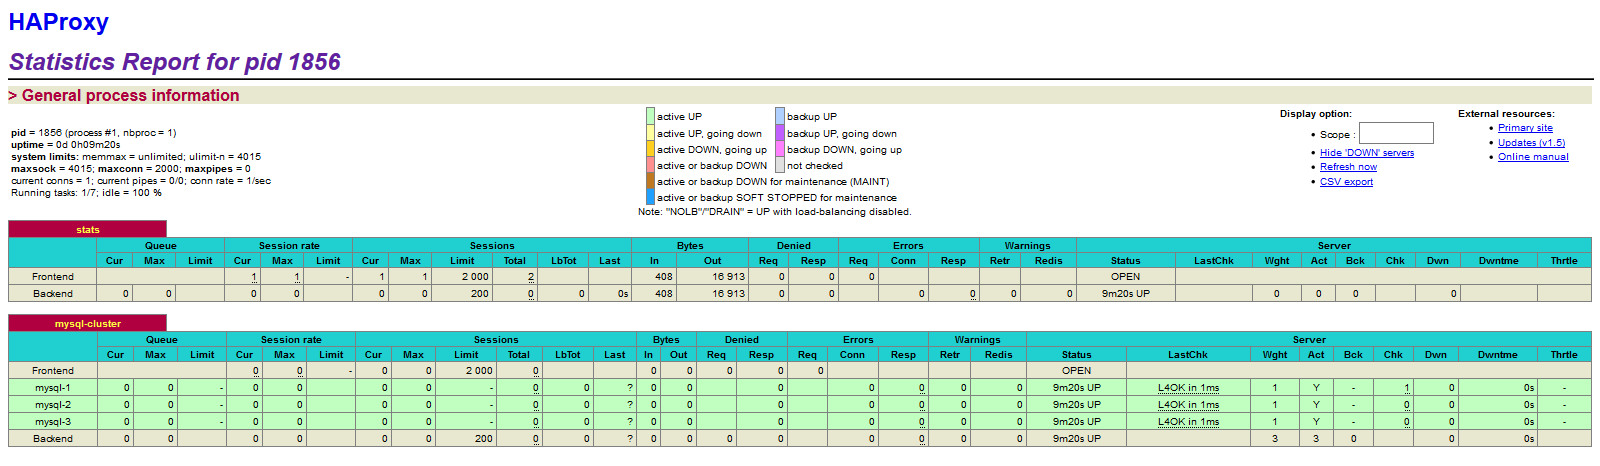 HAProxy
Statistics Report for pid 1856
> General process information
pid = 1856 (process #1, nbproc = 1)
uptime = 0d 0h09m20s
system limits: memmax = unlimited; ulimit-n = 4015
maxsock = 4015; maxconn = 2000; maxpipes = 0
current conns = 1; current pipes = 0/0; conn rate = 1/sec
Running tasks: 1/7; idle = 100 %
active UP backup UP
active UP, going down backup UP, going down
active DOWN, going up backup DOWN, going up
active or backup DOWN not checked
active or backup DOWN for maintenance (MAINT)
active or backup SOFT STOPPED for maintenance
Note: "NOLB"/"DRAIN" = UP with load-balancing disabled.
Display option:
Scope :
Hide 'DOWN' servers
Refresh now
CSV export
External resources:
Primary site
Updates (v1.5)
Online manual
stats
Queue Session rate Sessions Bytes Denied Errors Warnings Server
Cur Max Limit Cur Max Limit Cur Max Limit Total LbTot Last In Out Req Resp Req Conn Resp Retr Redis Status LastChk Wght Act Bck Chk Dwn Dwntme Thrtle
Frontend 1 1 - 1 1 2 000 2 408 16 913 0 0 0 OPEN
Backend 0 0 0 0 0 0 200 0 0 0s 408 16 913 0 0 0 0 0 0 9m20s UP 0 0 0 0
mysql-cluster
Queue Session rate Sessions Bytes Denied Errors Warnings Server
Cur Max Limit Cur Max Limit Cur Max Limit Total LbTot Last In Out Req Resp Req Conn Resp Retr Redis Status LastChk Wght Act Bck Chk Dwn Dwntme Thrtle
Frontend 0 0 - 0 0 2 000 0 0 0 0 0 0 OPEN
mysql-1 0 0 - 0 0 0 0 - 0 0 ? 0 0 0 0 0 0 0 9m20s UP L4OK in 1ms 1 Y - 1 0 0s -
mysql-2 0 0 - 0 0 0 0 - 0 0 ? 0 0 0 0 0 0 0 9m20s UP L4OK in 1ms 1 Y - 0 0 0s -
mysql-3 0 0 - 0 0 0 0 - 0 0 ? 0 0 0 0 0 0 0 9m20s UP L4OK in 1ms 1 Y - 0 0 0s -
Backend 0 0 0 0 0 0 200 0 0 ? 0 0 0 0 0 0 0 0 9m20s UP 3 3 0 0 0s